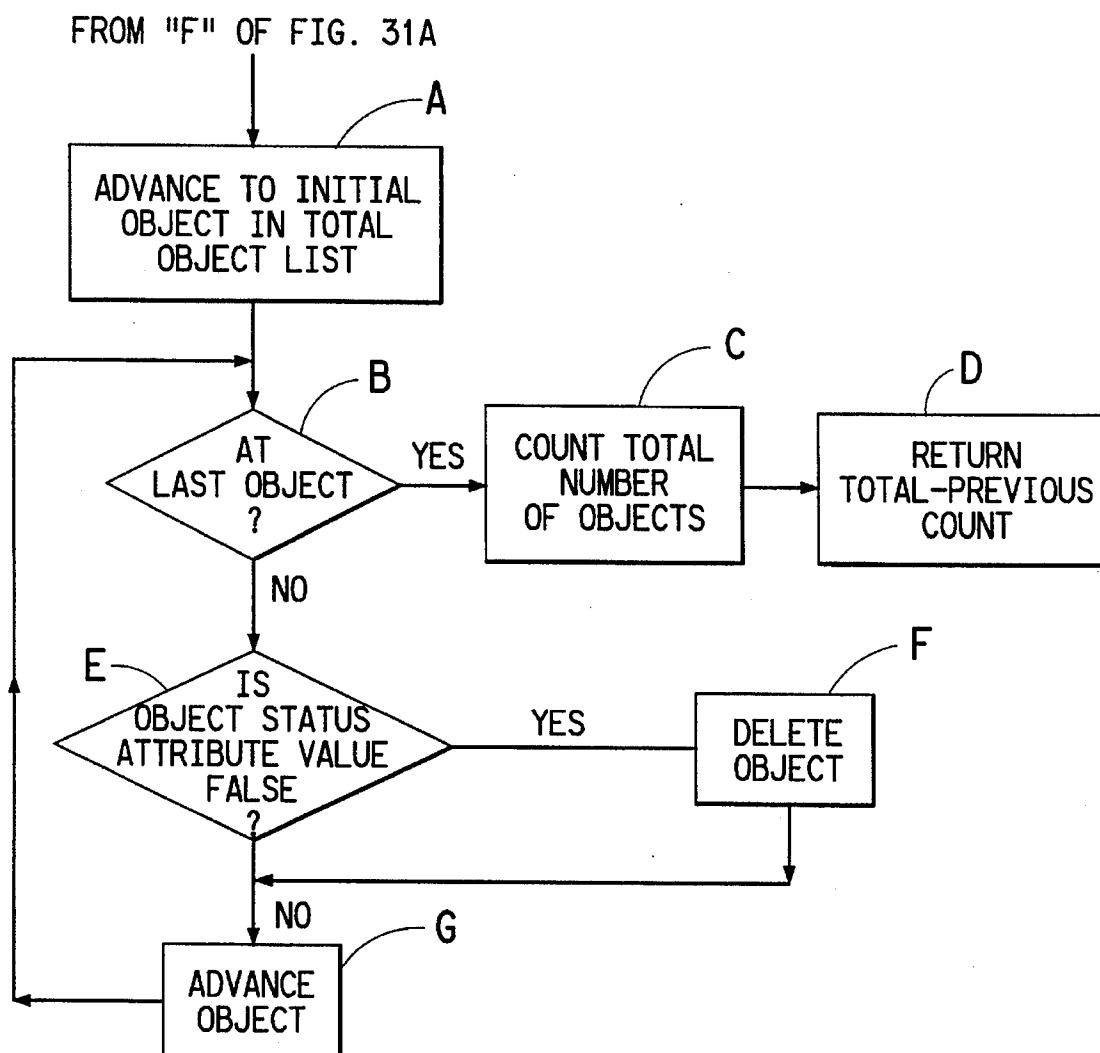 FROM "F" OF FIG. 31A
A
ADVANCE TO INITIAL
OBJECT IN TOTAL
OBJECT LIST
B
AT
LAST OBJECT
?
YES
C
COUNT TOTAL
NUMBER
OF OBJECTS
D
RETURN
TOTAL-PREVIOUS
COUNT
NO
E
IS
OBJECT STATUS
ATTRIBUTE VALUE
FALSE
?
YES
F
DELETE
OBJECT
NO
G
ADVANCE
OBJECT